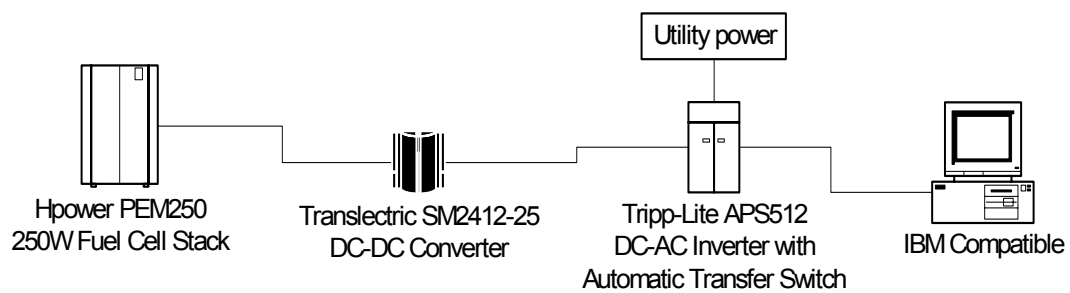 Utility power
Hpower PEM250
250W Fuel Cell Stack
Translectric SM2412-25
DC-DC Converter
Tripp-Lite APS512
DC-AC Inverter with
Automatic Transfer Switch
IBM Compatible